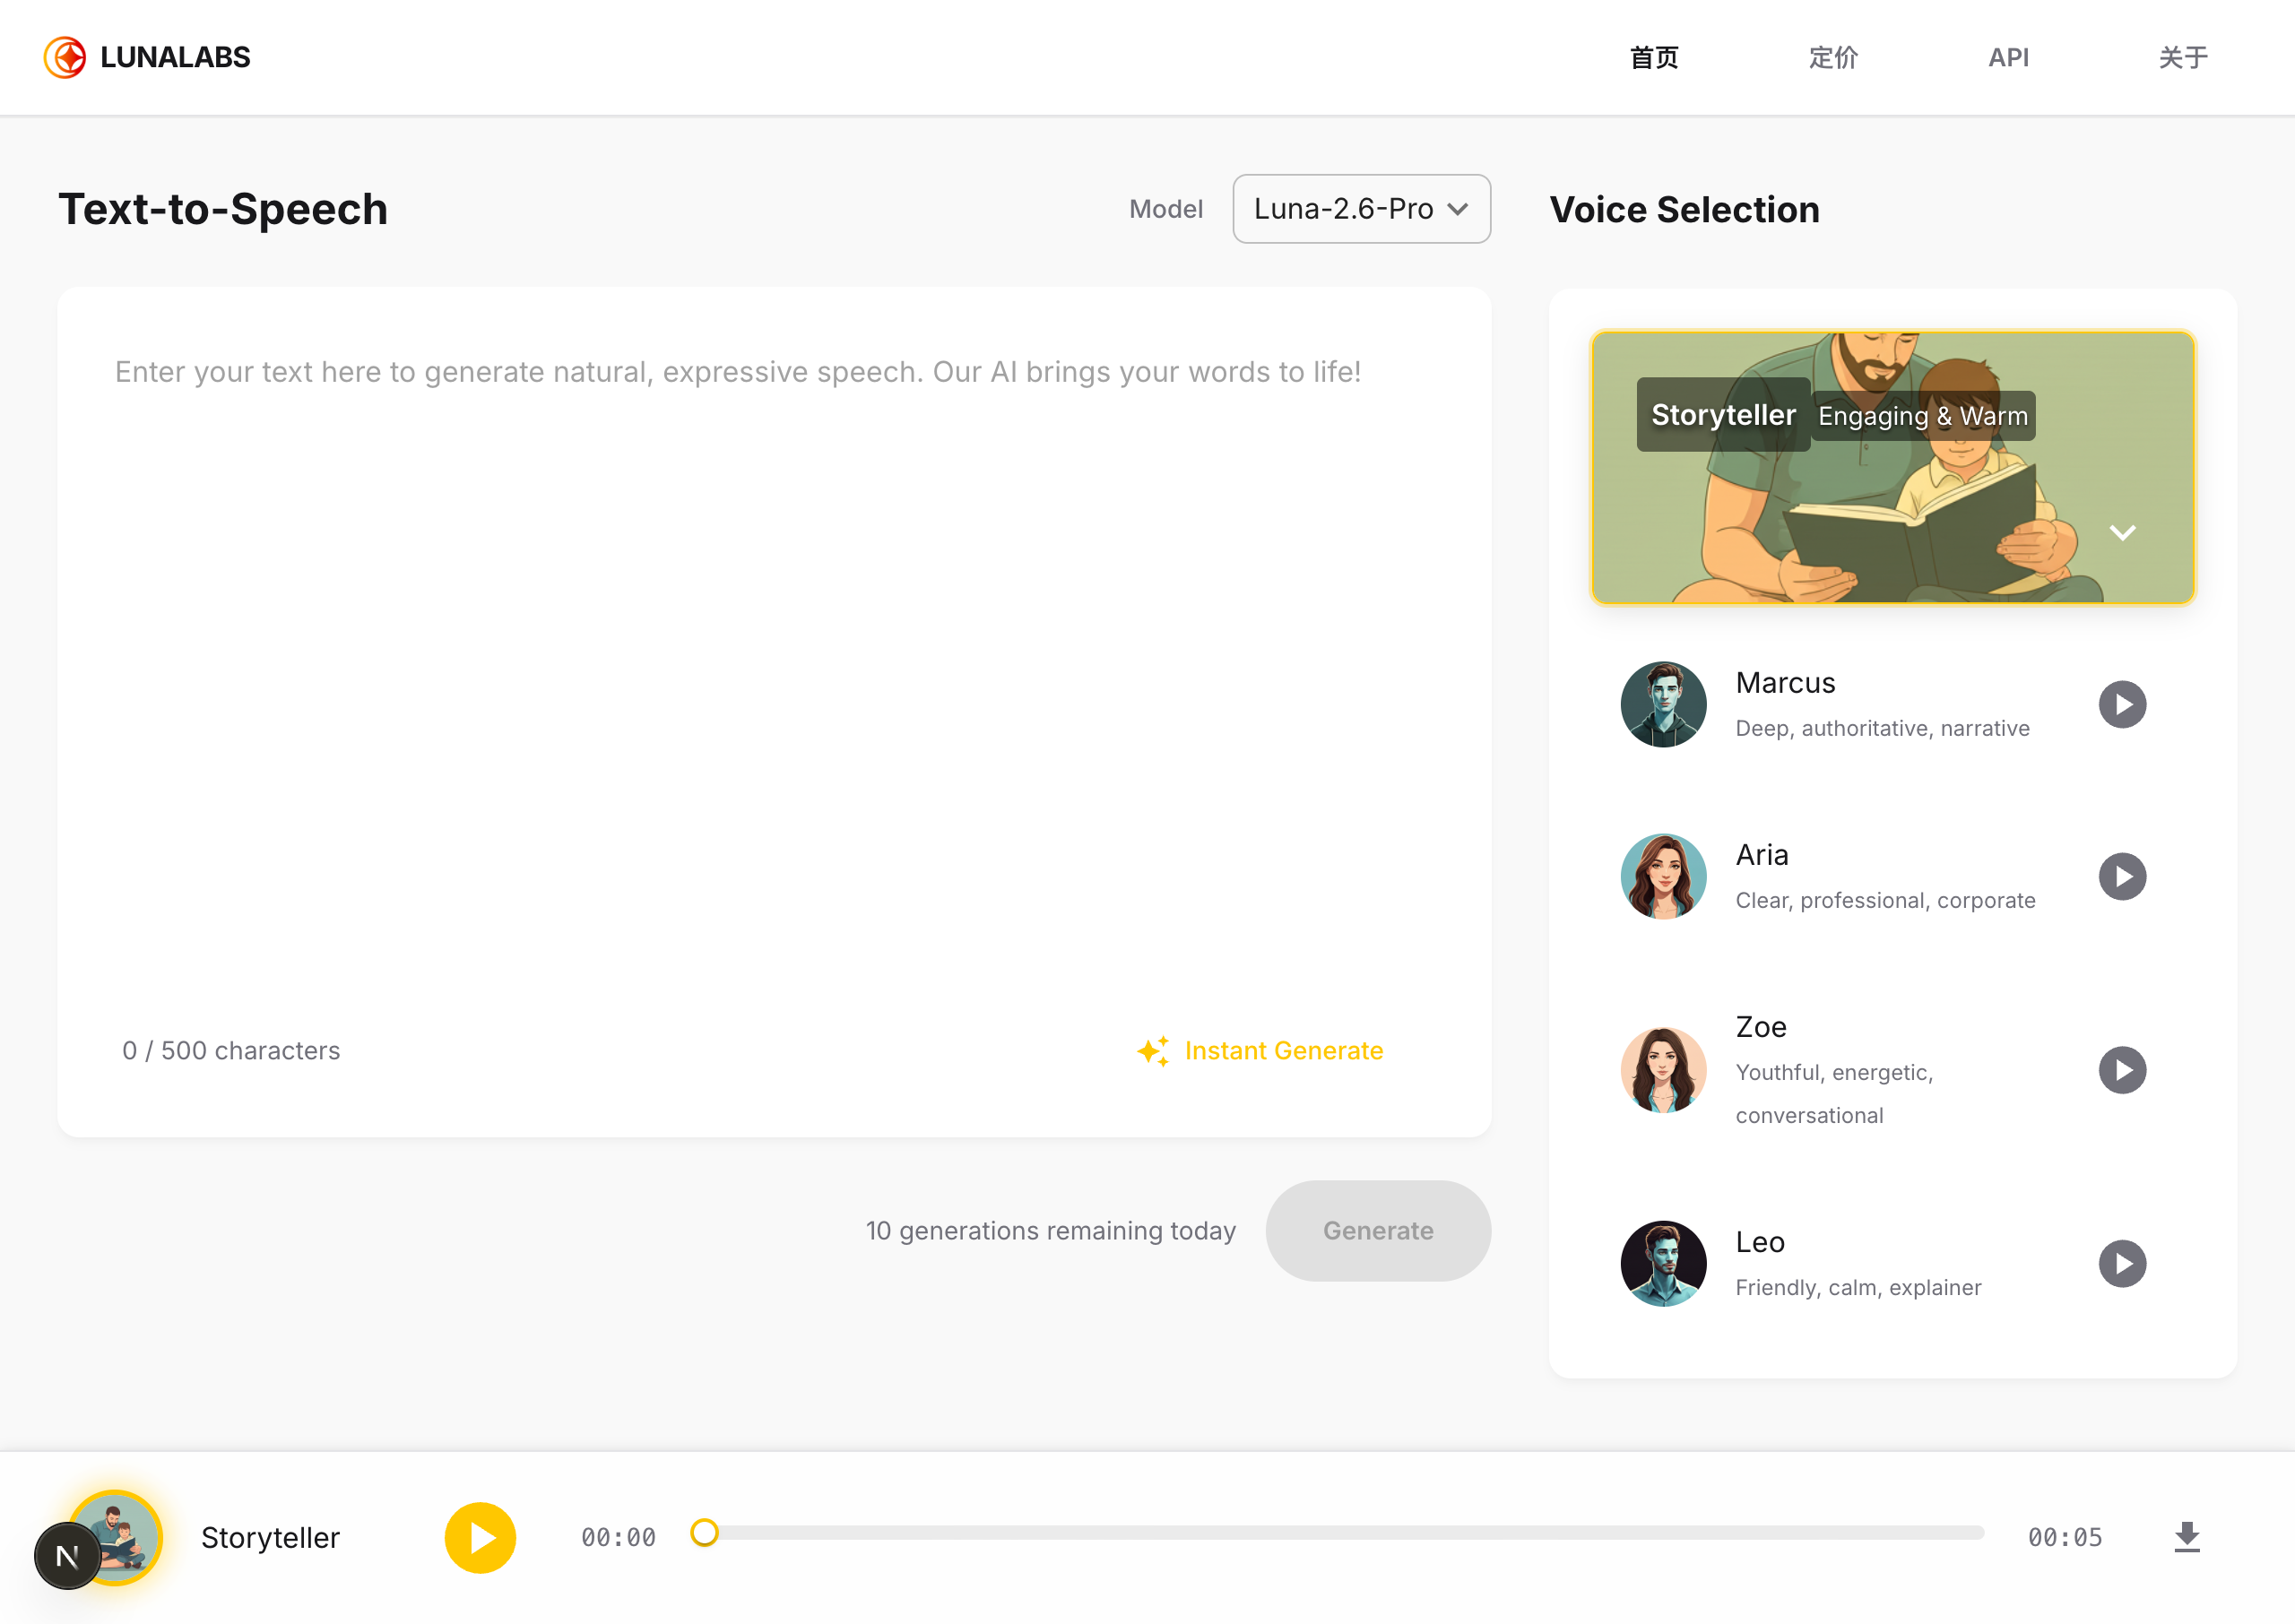 LUNALABS
首页
定价
API
关于
Text-to-Speech
Model
Luna-2.6-Pro
Enter your text here to generate natural, expressive speech. Our AI brings your words to life!
0 / 500 characters
Instant Generate
10 generations remaining today
Generate
Voice Selection
Storyteller
Engaging & Warm
Marcus
Deep, authoritative, narrative
Aria
Clear, professional, corporate
Zoe
Youthful, energetic,
conversational
Leo
Friendly, calm, explainer
N
Storyteller
00:00
00:05